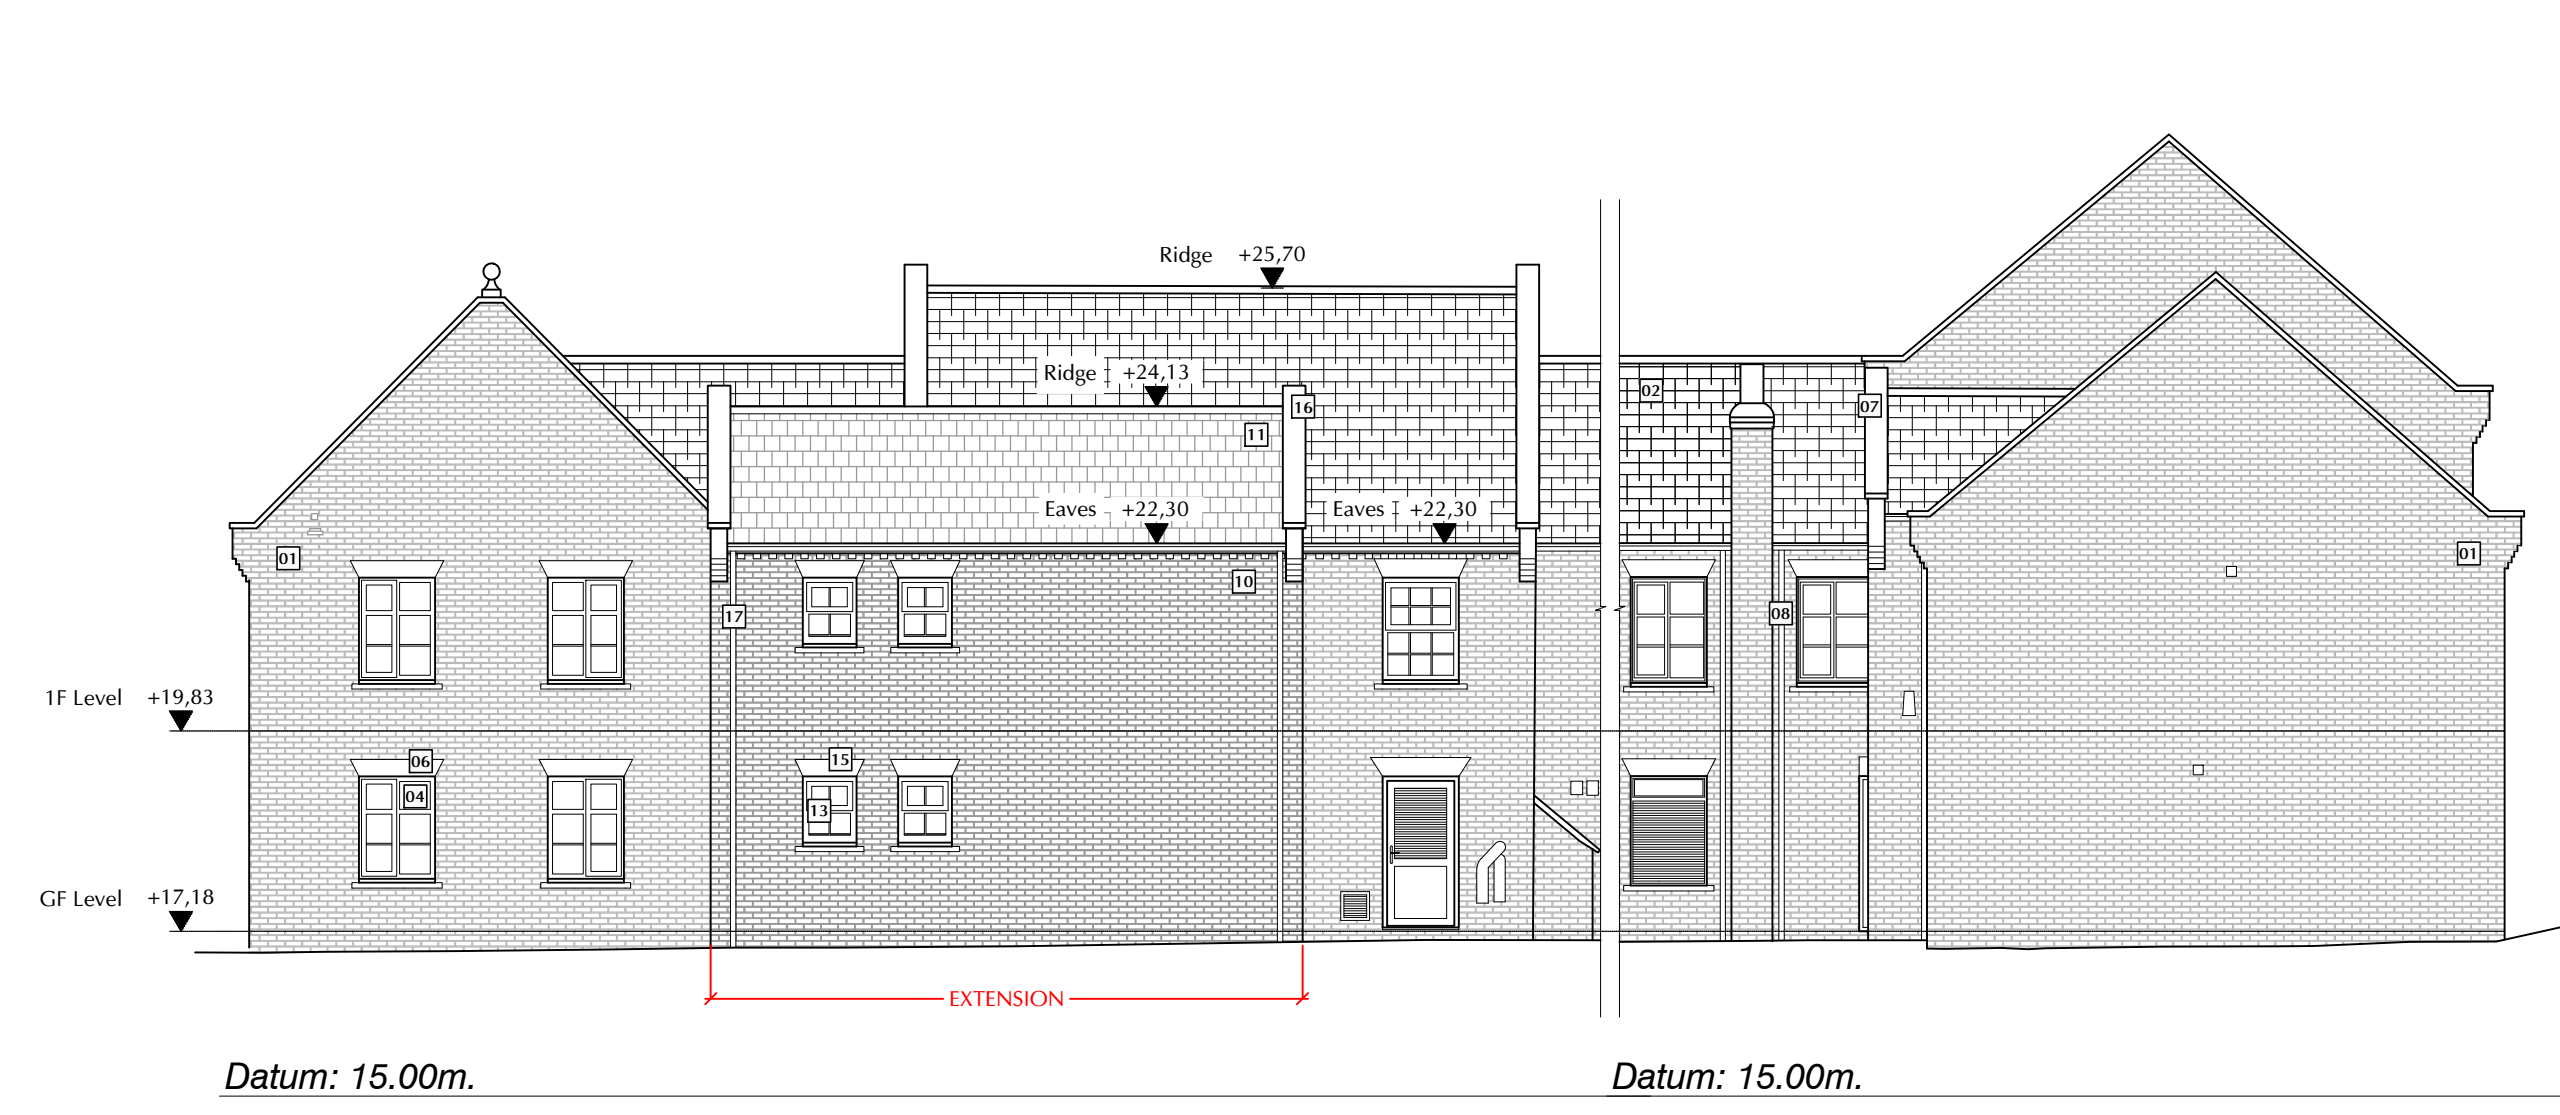 Ridge +25,70
Ridge +24,13
02
16
07
11
Eaves +22,30
Eaves +22,30
01
01
10
17
08
1F Level +19,83
06
15
04
13
GF Level +17,18
EXTENSION
Datum: 15.00m.
Datum: 15.00m.